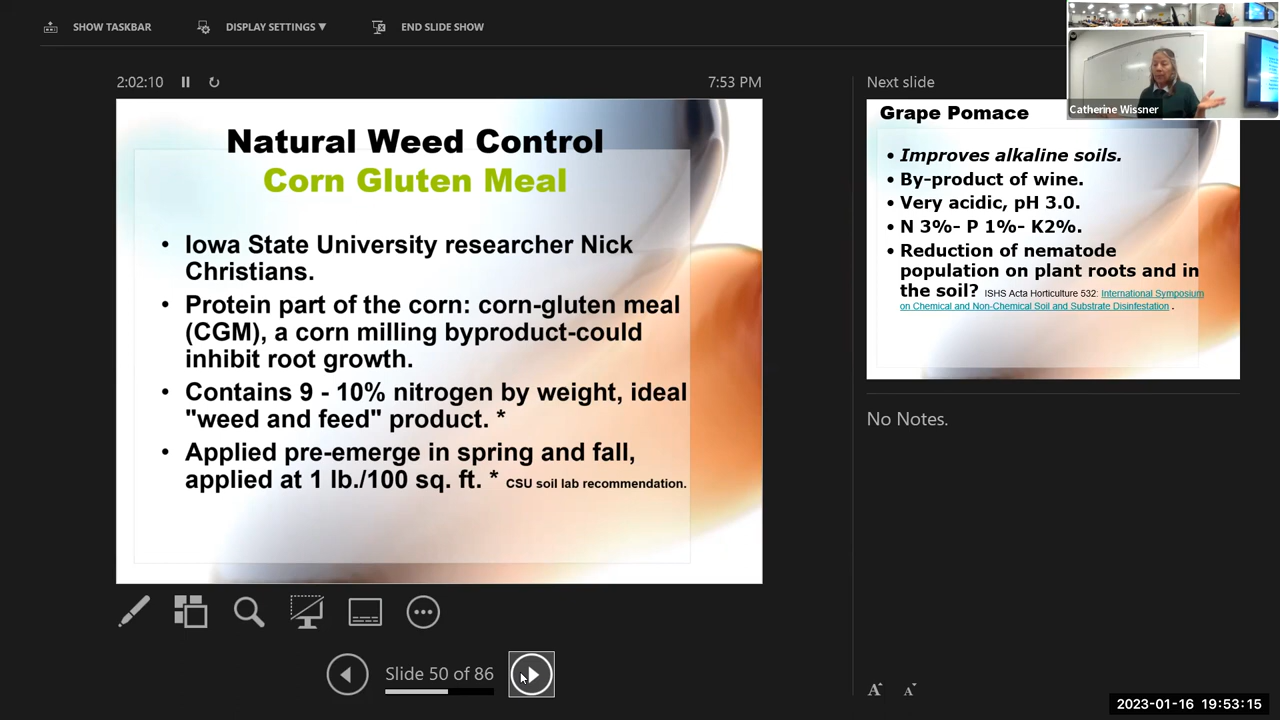 SHOW TASKBAR
DISPLAY SETTINGS ▼
END SLIDE SHOW
2:02:10
7:53 PM
Natural Weed Control
Corn Gluten Meal
• Iowa State University researcher Nick
Christians.
• Protein part of the corn: corn-gluten meal
(CGM), a corn milling byproduct-could
inhibit root growth.
• Contains 9 - 10% nitrogen by weight, ideal
"weed and feed" product. *
• Applied pre-emerge in spring and fall,
applied at 1 lb./100 sq. ft. * CSU soil lab recommendation.
Slide 50 of 86
Next slide
Catherine Wissner
Grape Pomace
• Improves alkaline soils.
• By-product of wine.
• Very acidic, pH 3.0.
• N 3%- P 1%- K2%.
• Reduction of nematode
population on plant roots and in
the soil? ISHS Acta Horticulture 532: International Symposium
on Chemical and Non-Chemical Soil and Substrate Disinfestation .
No Notes.
A A
2023-01-16 19:53:15